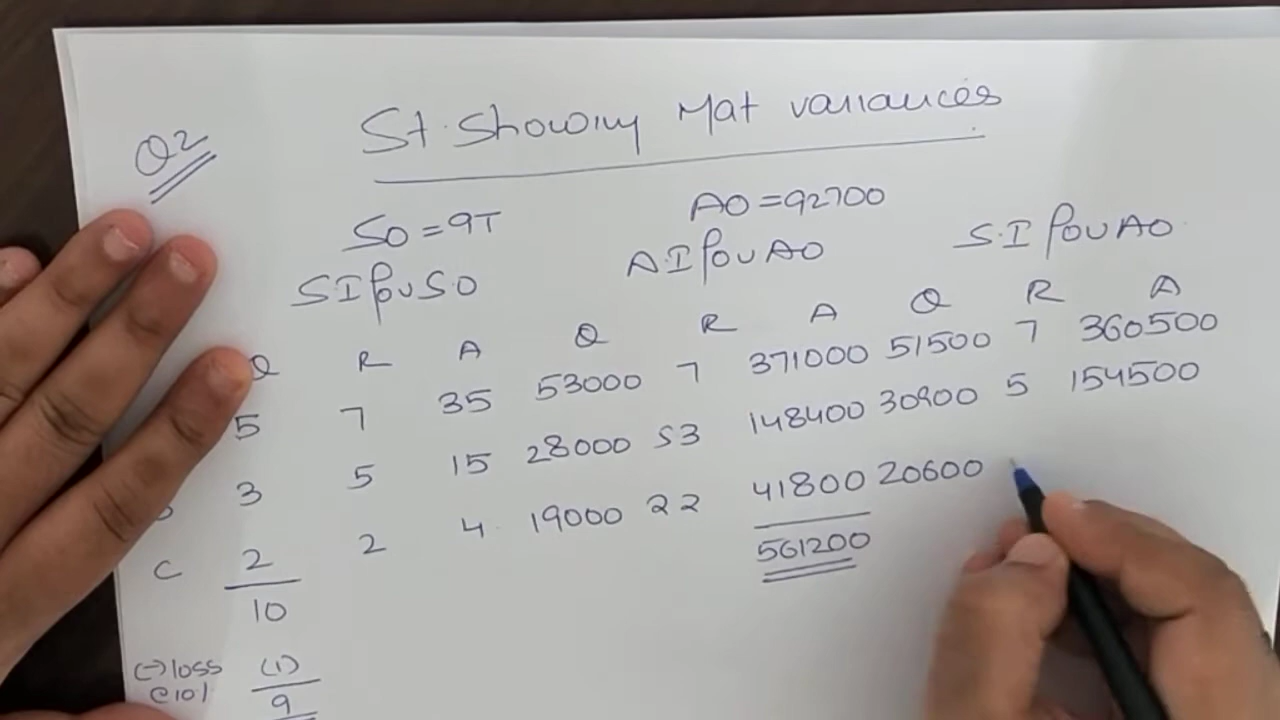 Q2
St. Showing Mat variances
SO = 9T
AO = 92700
SI for SO
A.I for AO
S.I for AO
Q R A Q R A Q R A
5 7 35 53000 7 371000 51500 7 360500
3 5 15 28000 53 148400 30900 5 154500
C 2 2 4 19000 22 41800 20600
10
561200
(-) loss (1)
@10% 9